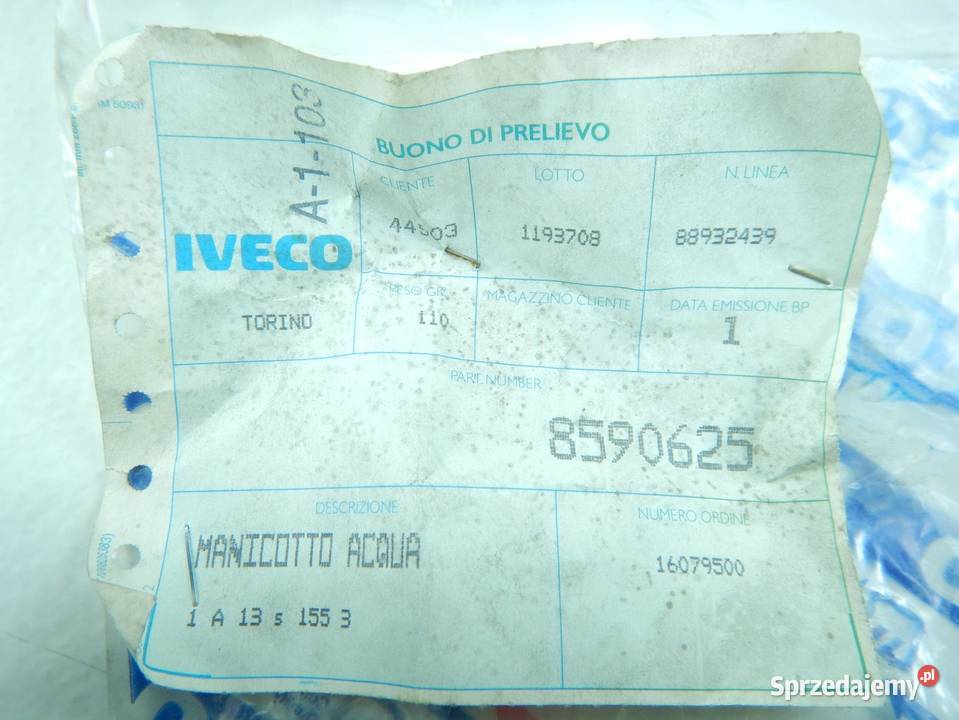 A-1-103
BUONO DI PRELIEVO
IVECO
TORINO
CLIENTE
44503
LOTTO
1193708
N. LINEA
88932439
PESO GR.
110
MAGAZZINO CLIENTE
DATA EMISSIONE BP
1
PART. NUMBER
8590625
DESCRIZIONE
MANICOTTO ACQUA
1 A 13 s 155 3
NUMERO ORDINE
16079500
Sprzedajemy.pl